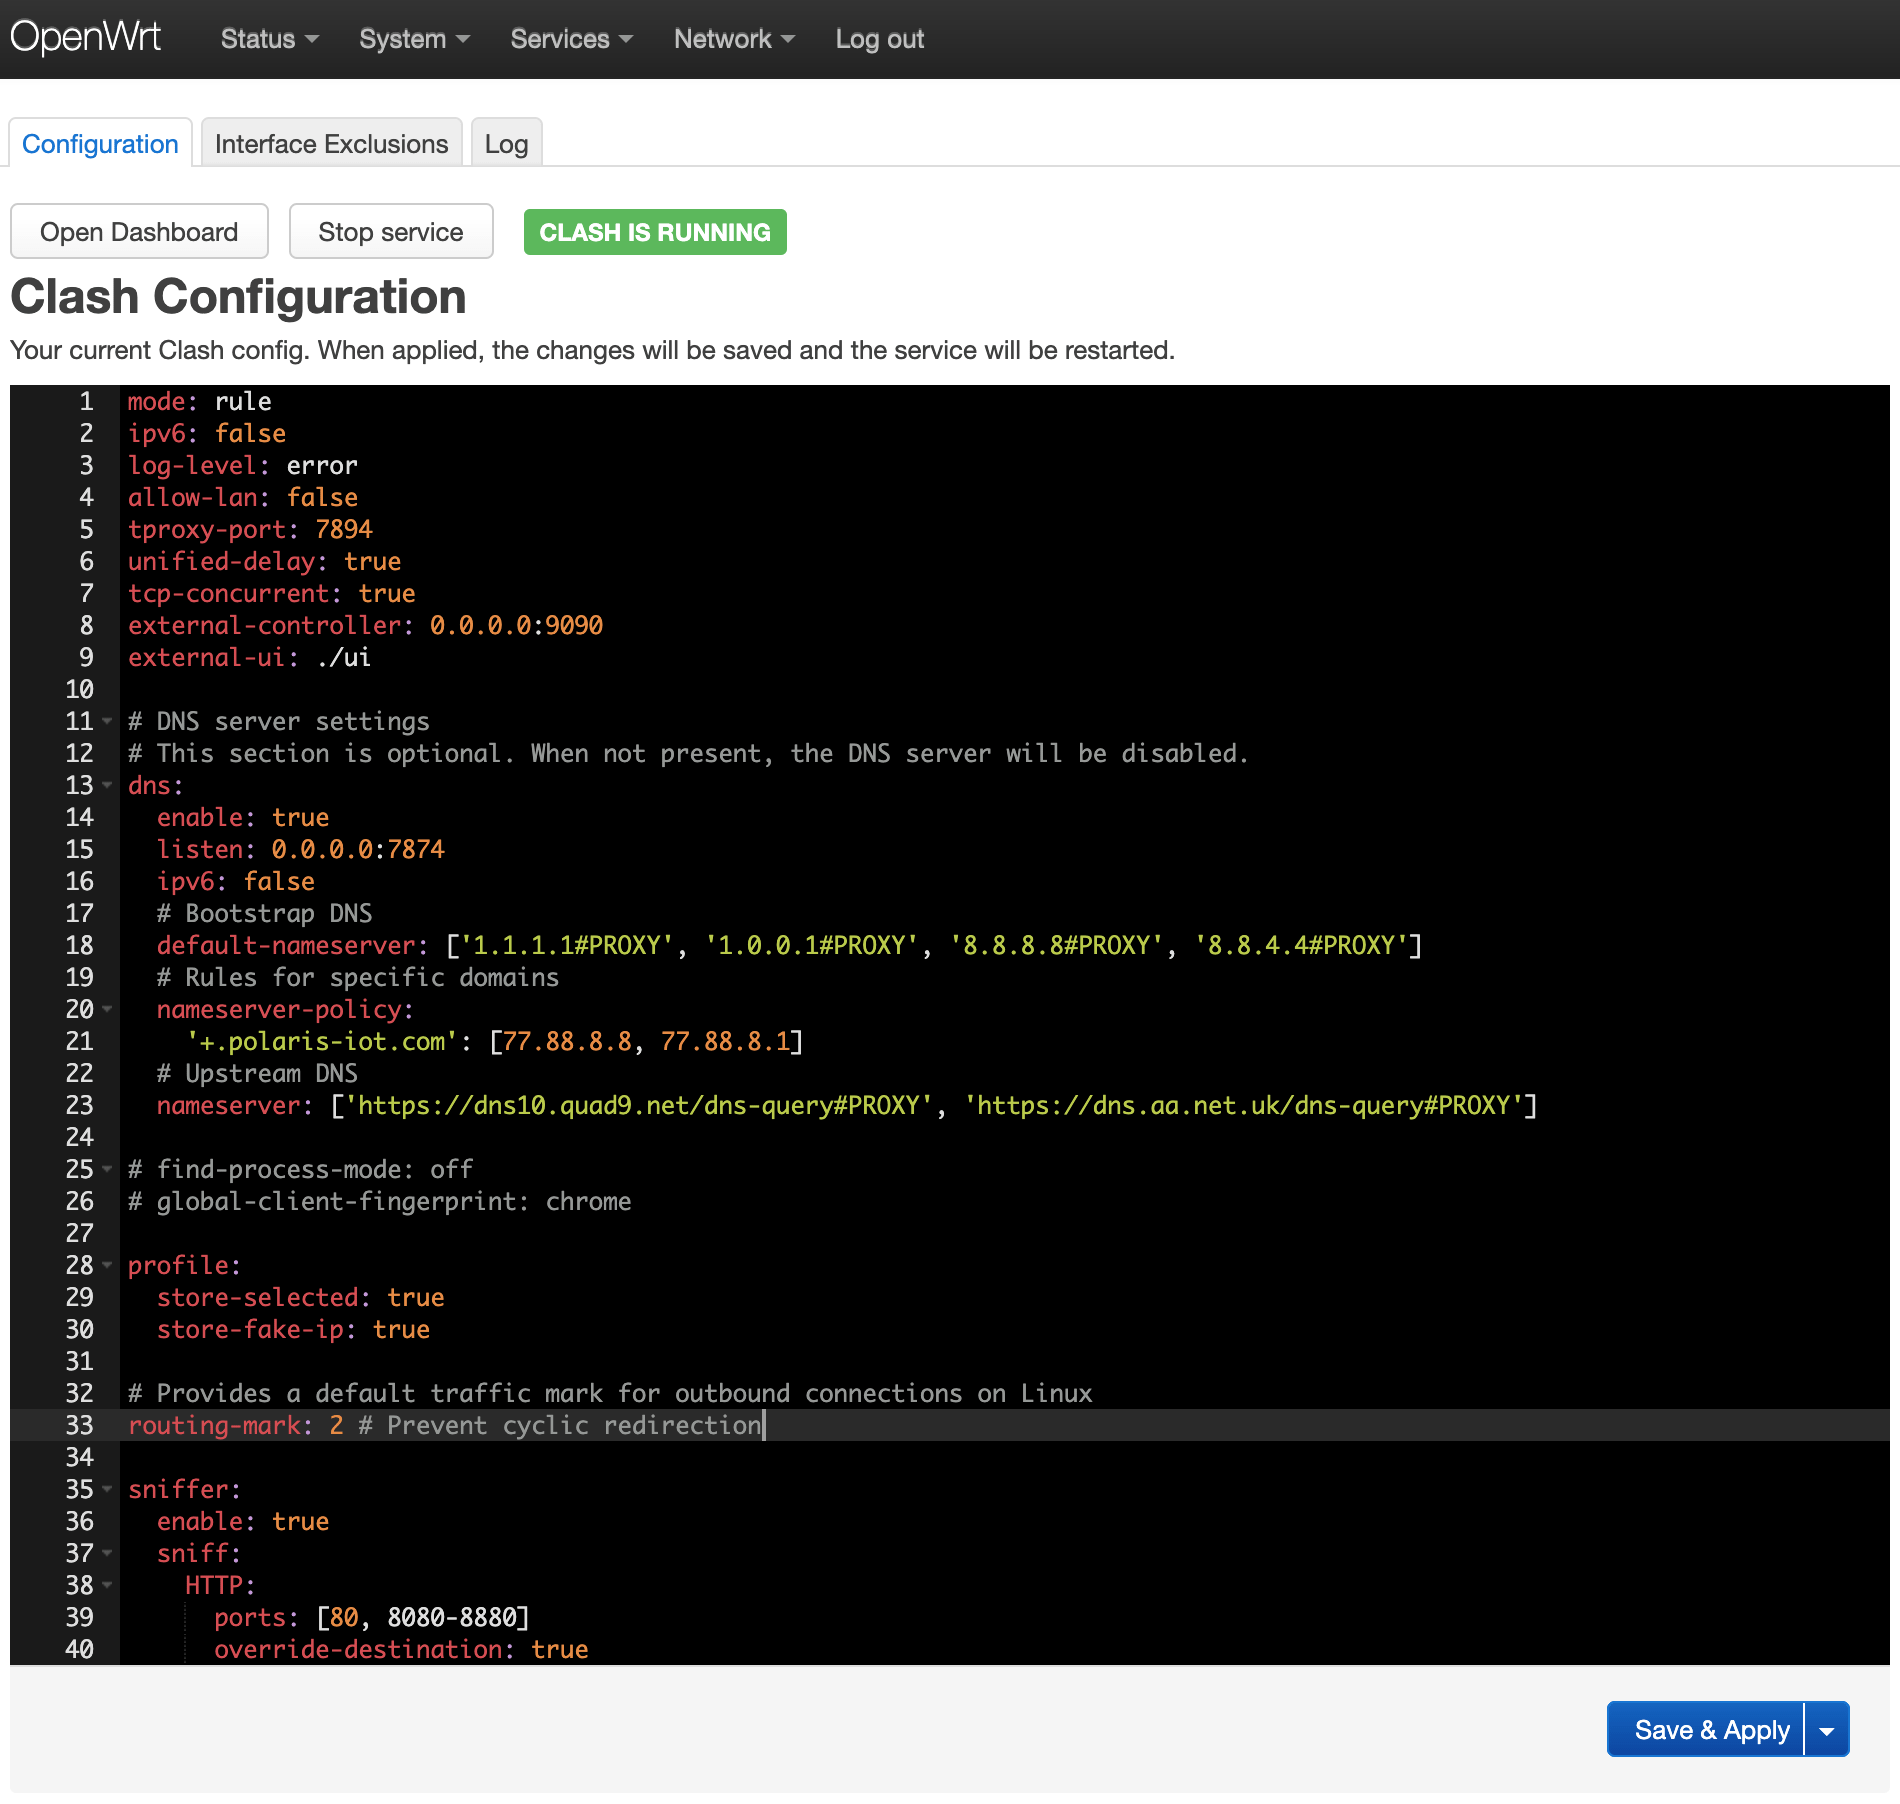 OpenWrt Status System Services Network Log out
Configuration Interface Exclusions Log
Open Dashboard Stop service CLASH IS RUNNING
Clash Configuration
Your current Clash config. When applied, the changes will be saved and the service will be restarted.
1 mode: rule
2 ipv6: false
3 log-level: error
4 allow-lan: false
5 tproxy-port: 7894
6 unified-delay: true
7 tcp-concurrent: true
8 external-controller: 0.0.0.0:9090
9 external-ui: ./ui
10
11 # DNS server settings
12 # This section is optional. When not present, the DNS server will be disabled.
13 dns:
14   enable: true
15   listen: 0.0.0.0:7874
16   ipv6: false
17   # Bootstrap DNS
18   default-nameserver: ['1.1.1.1#PROXY', '1.0.0.1#PROXY', '8.8.8.8#PROXY', '8.8.4.4#PROXY']
19   # Rules for specific domains
20   nameserver-policy:
21     '+.polaris-iot.com': [77.88.8.8, 77.88.8.1]
22   # Upstream DNS
23   nameserver: ['https://dns10.quad9.net/dns-query#PROXY', 'https://dns.aa.net.uk/dns-query#PROXY']
24
25 # find-process-mode: off
26 # global-client-fingerprint: chrome
27
28 profile:
29   store-selected: true
30   store-fake-ip: true
31
32 # Provides a default traffic mark for outbound connections on Linux
33 routing-mark: 2 # Prevent cyclic redirection
34
35 sniffer:
36   enable: true
37   sniff:
38     HTTP:
39       ports: [80, 8080-8880]
40       override-destination: true
Save & Apply